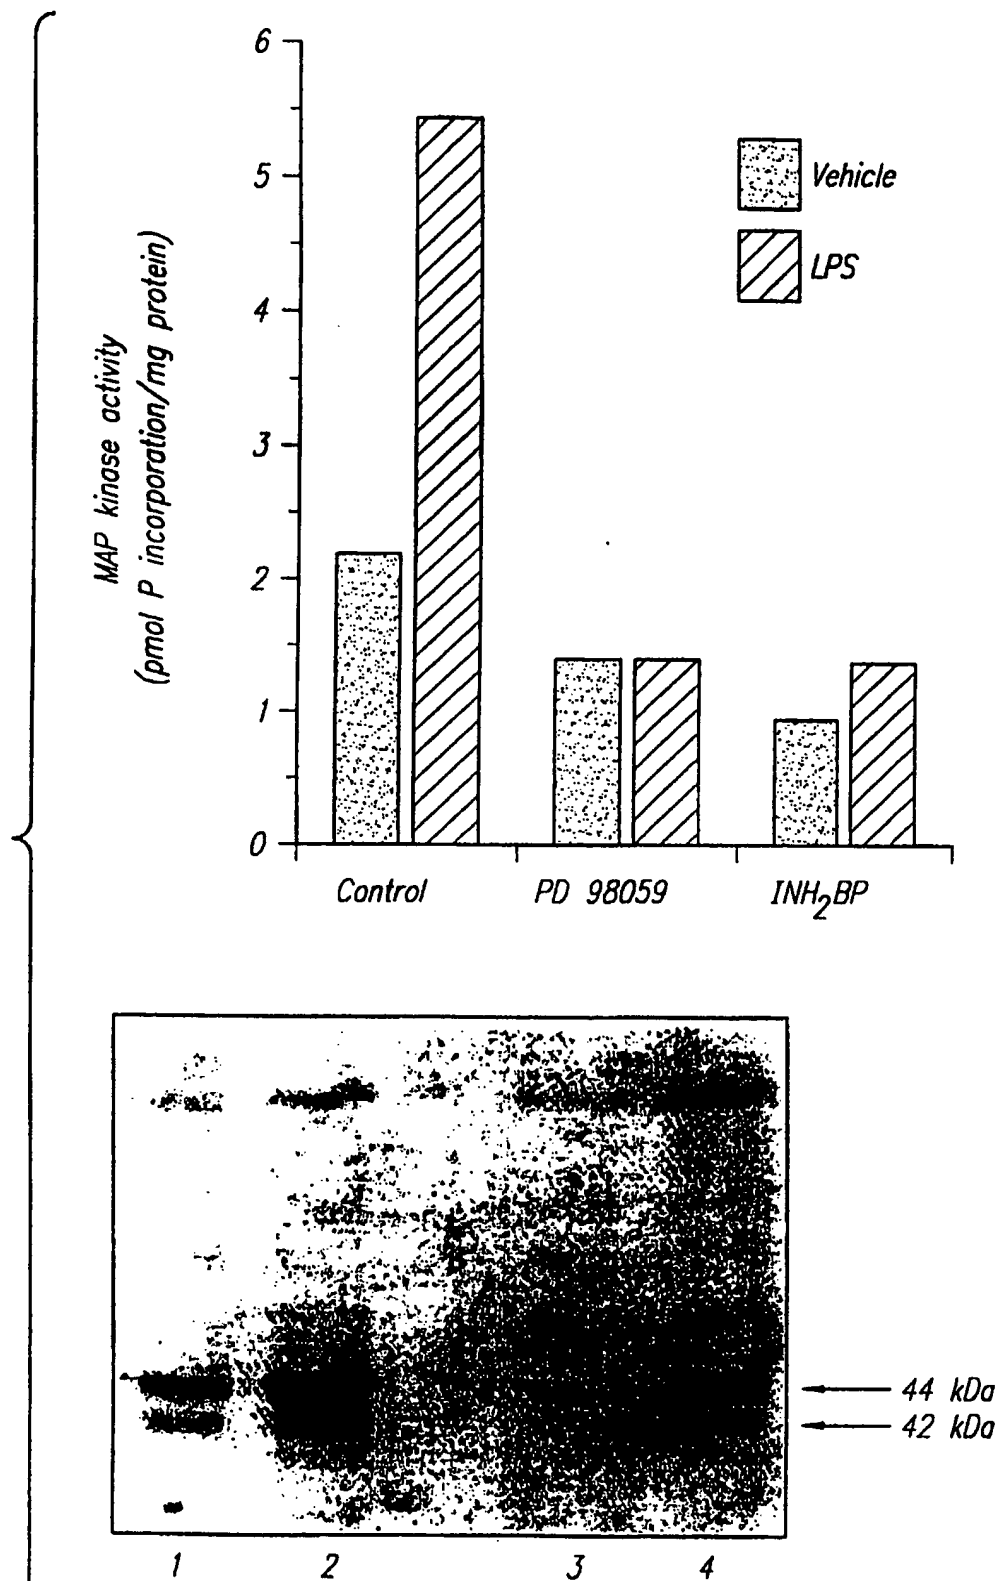 6
5
4
3
2
1
0
MAP kinase activity
(pmol P incorporation/mg protein)
Vehicle
LPS
Control PD 98059 INH₂BP
44 kDa
42 kDa
1 2 3 4